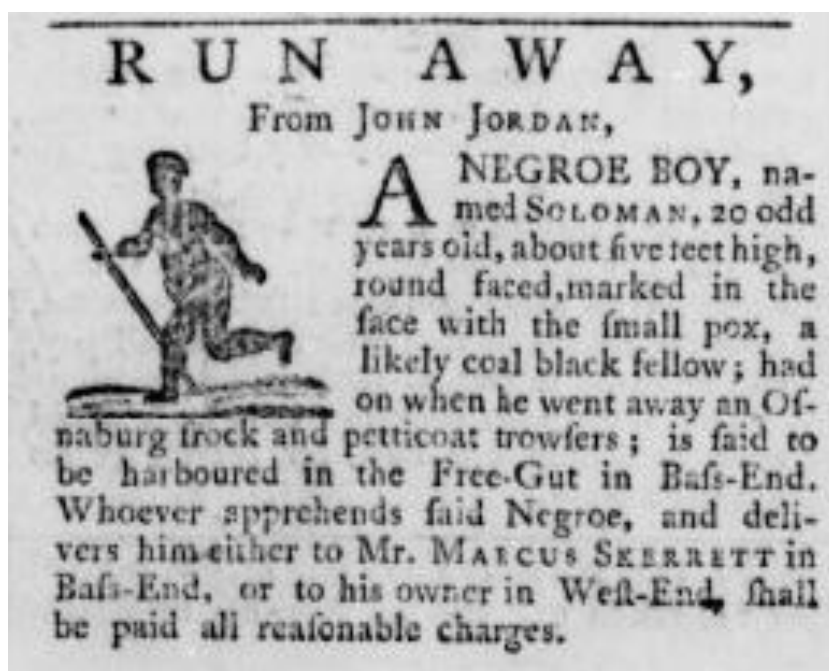 RUN AWAY,
From JOHN JORDAN,
A NEGROE BOY, na-
med SOLOMAN, 20 odd
years old, about five feet high,
round faced, marked in the
face with the ſmall pox, a
likely coal black fellow; had
on when he went away an Oſ-
naburg frock and petticoat trowſers; is ſaid to
be harboured in the Free-Gut in Baſs-End.
Whoever apprehends ſaid Negroe, and deli-
vers him either to Mr. MARCUS SKERRETT in
Baſs-End, or to his owner in Weſt-End, ſhall
be paid all reaſonable charges.